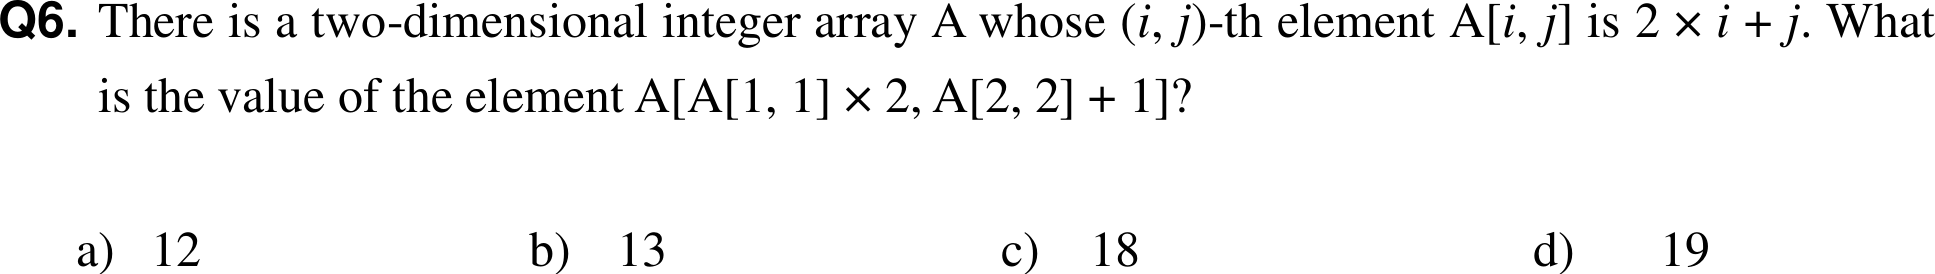 Q6. There is a two-dimensional integer array A whose (i, j)-th element A[i, j] is 2 × i + j. What
is the value of the element A[A[1, 1] × 2, A[2, 2] + 1]?
a) 12 b) 13 c) 18 d) 19